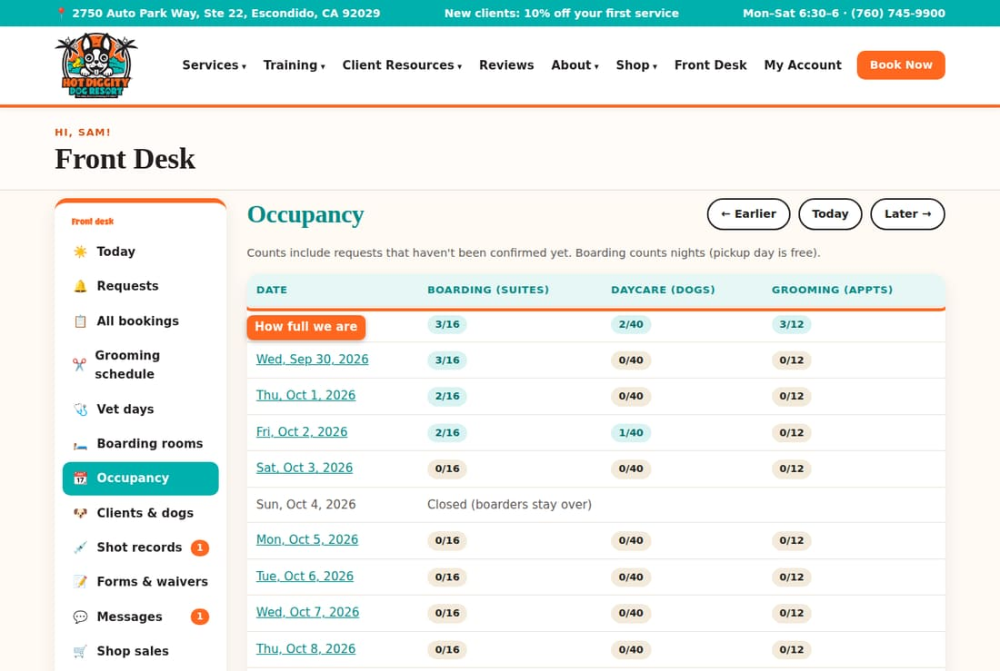 2750 Auto Park Way, Ste 22, Escondido, CA 92029
New clients: 10% off your first service
Mon–Sat 6:30–6 · (760) 745-9900
HOT DIGGITY
DOG RESORT
Services ▾
Training ▾
Client Resources ▾
Reviews
About ▾
Shop ▾
Front Desk
My Account
Book Now
HI, SAM!
Front Desk
Front desk
Today
Requests
All bookings
Grooming
schedule
Vet days
Boarding rooms
Occupancy
Clients & dogs
Shot records 1
Forms & waivers
Messages 1
Shop sales
Occupancy
← Earlier
Today
Later →
Counts include requests that haven't been confirmed yet. Boarding counts nights (pickup day is free).
DATE BOARDING (SUITES) DAYCARE (DOGS) GROOMING (APPTS)
How full we are 3/16 2/40 3/12
Wed, Sep 30, 2026 3/16 0/40 0/12
Thu, Oct 1, 2026 2/16 0/40 0/12
Fri, Oct 2, 2026 2/16 1/40 0/12
Sat, Oct 3, 2026 0/16 0/40 0/12
Sun, Oct 4, 2026 Closed (boarders stay over)
Mon, Oct 5, 2026 0/16 0/40 0/12
Tue, Oct 6, 2026 0/16 0/40 0/12
Wed, Oct 7, 2026 0/16 0/40 0/12
Thu, Oct 8, 2026 0/16 0/40 0/12